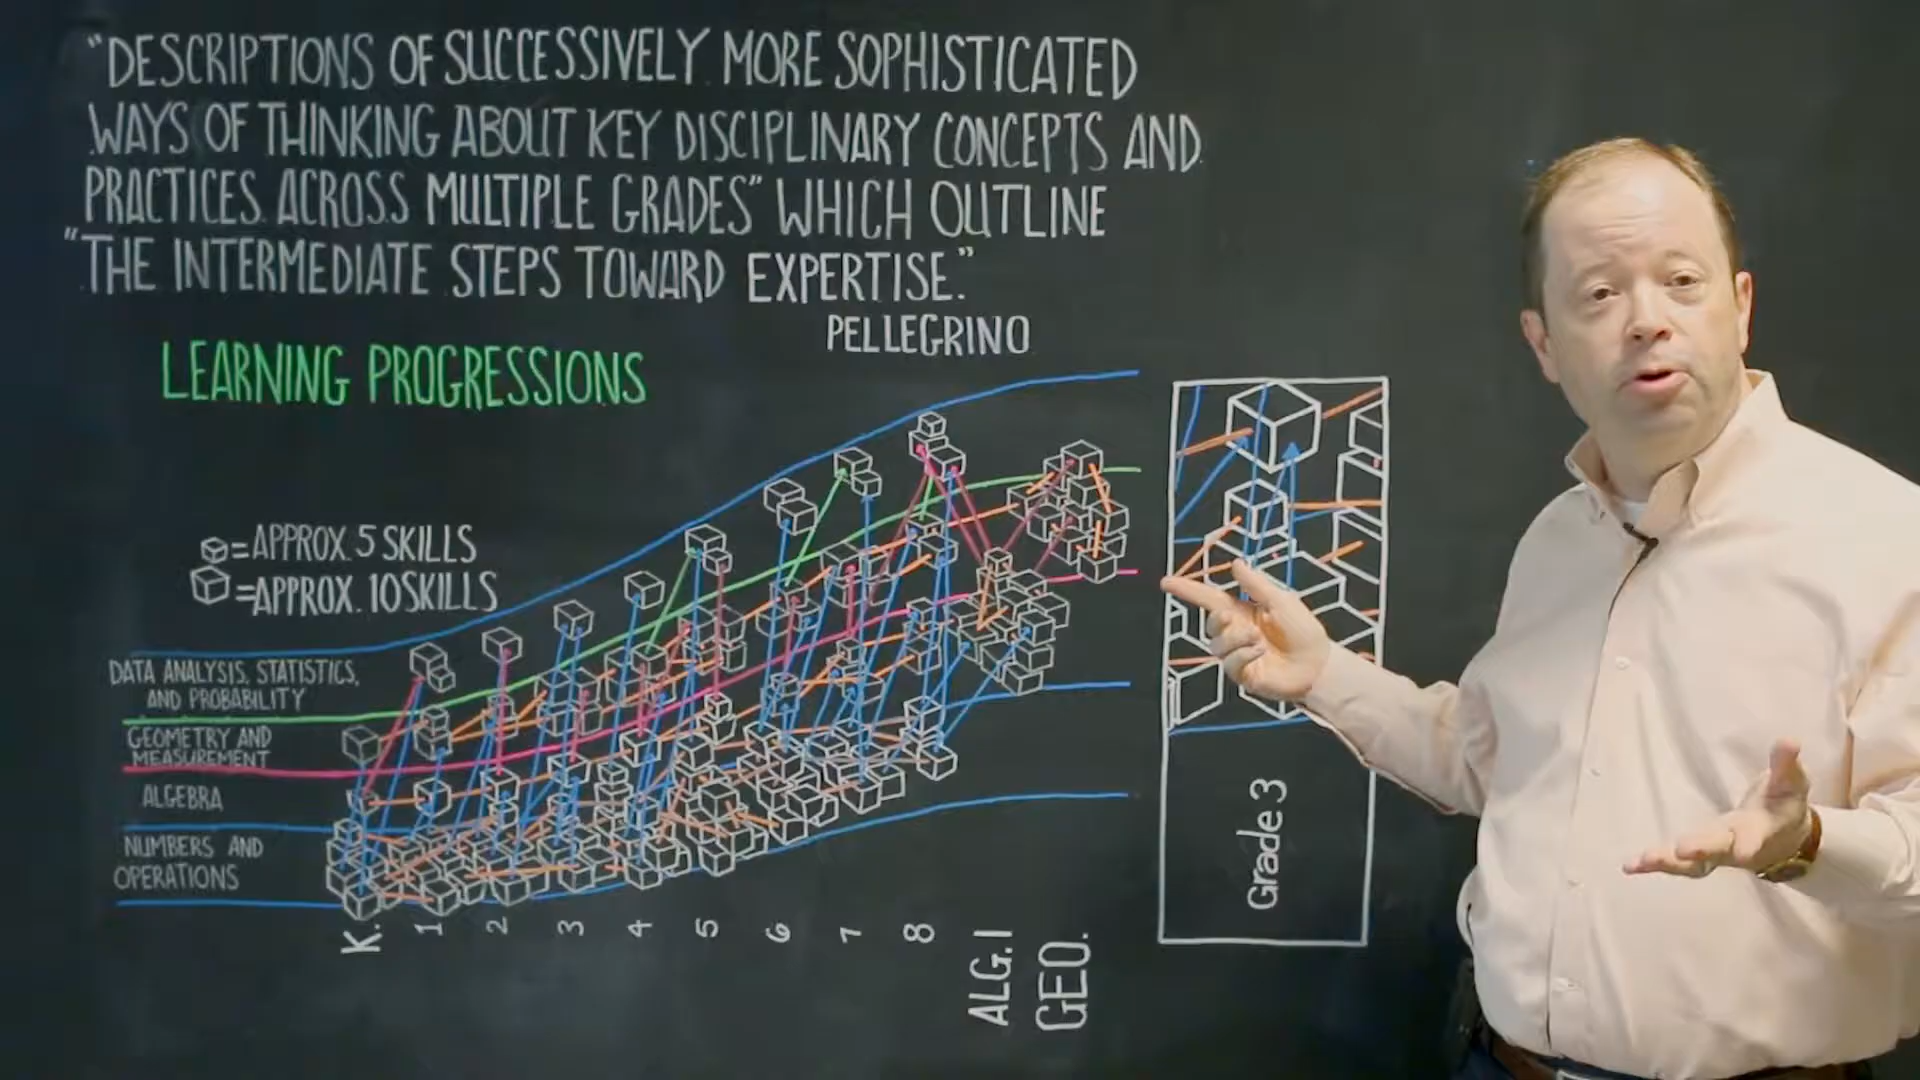 "DESCRIPTIONS OF SUCCESSIVELY MORE SOPHISTICATED
WAYS OF THINKING ABOUT KEY DISCIPLINARY CONCEPTS AND
PRACTICES ACROSS MULTIPLE GRADES" WHICH OUTLINE
"THE INTERMEDIATE STEPS TOWARD EXPERTISE."
PELLEGRINO
LEARNING PROGRESSIONS
=APPROX. 5 SKILLS
=APPROX. 10 SKILLS
DATA ANALYSIS, STATISTICS,
AND PROBABILITY
GEOMETRY AND
MEASUREMENT
ALGEBRA
NUMBERS AND
OPERATIONS
K.
1
2
3
4
5
6
7
8
ALG. I
GEO.
Grade 3